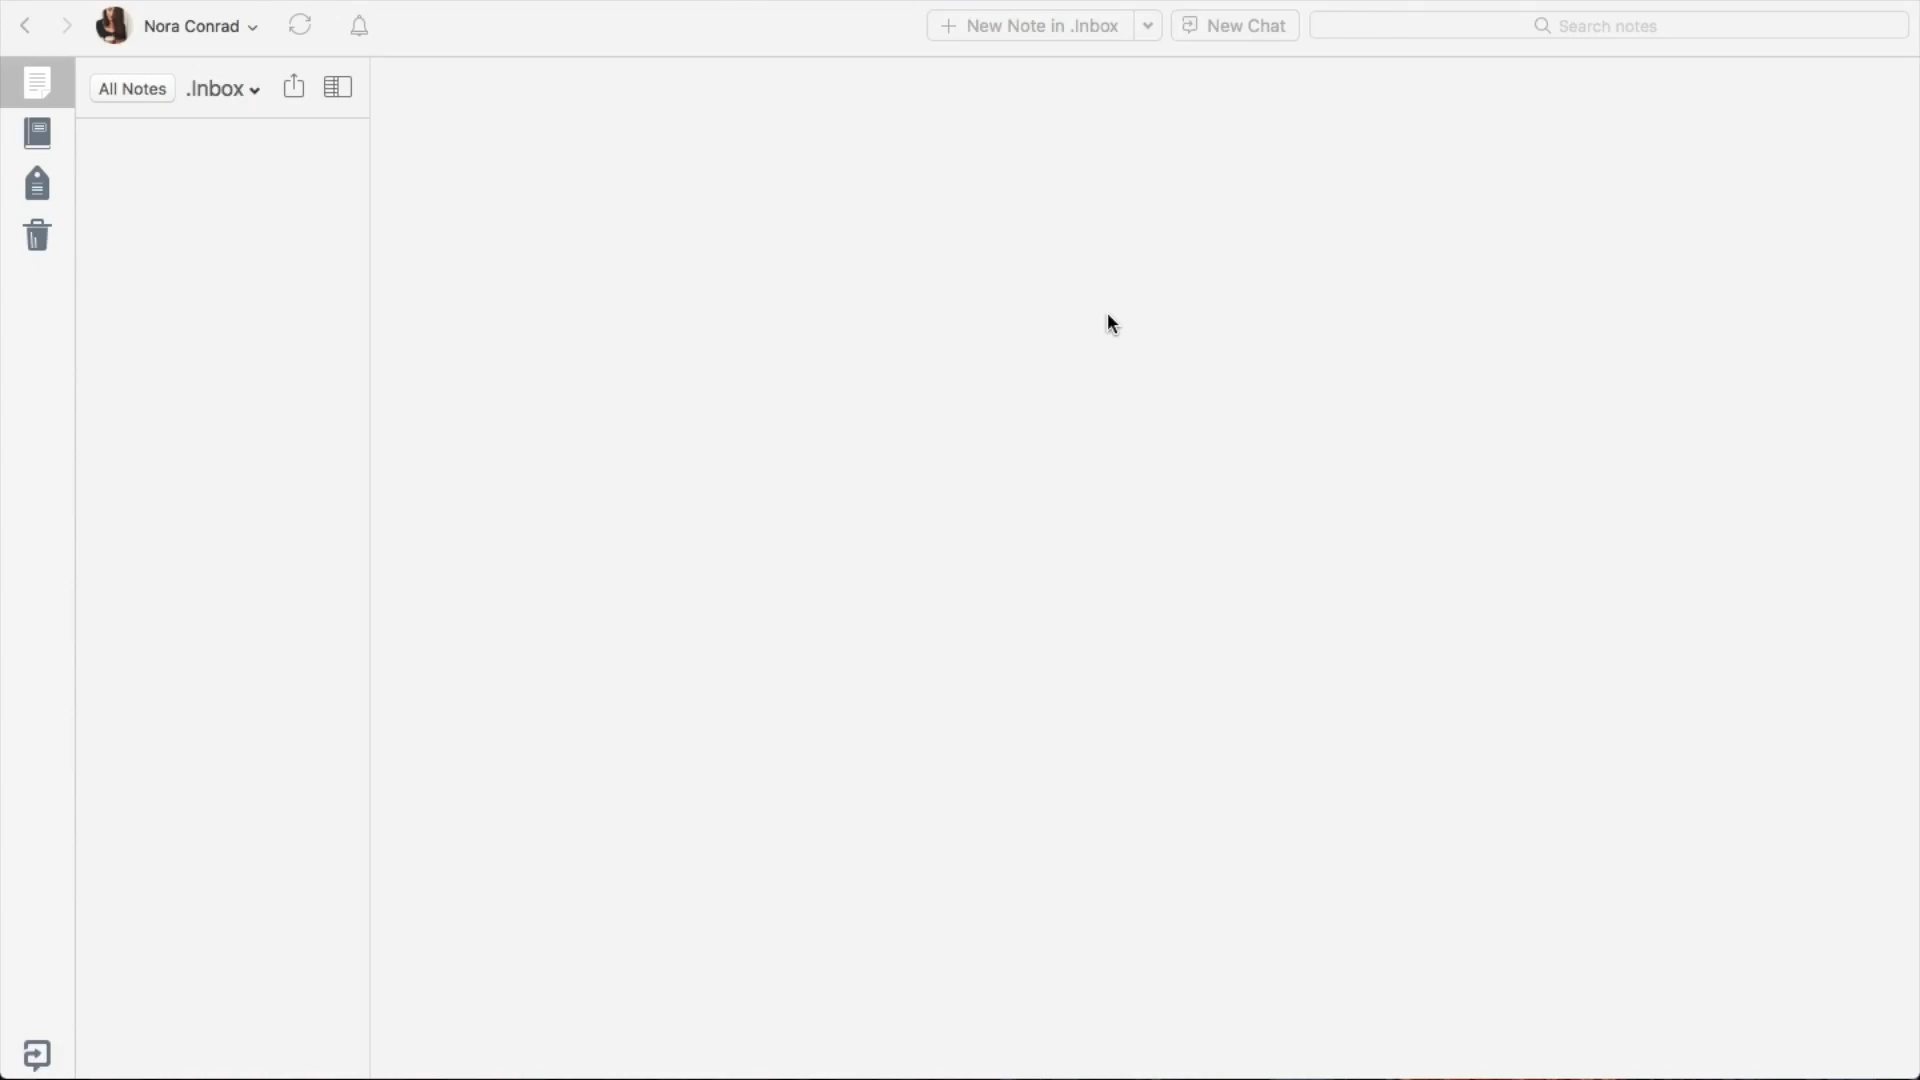 Nora Conrad
New Note in .Inbox
New Chat
Search notes
All Notes
.Inbox